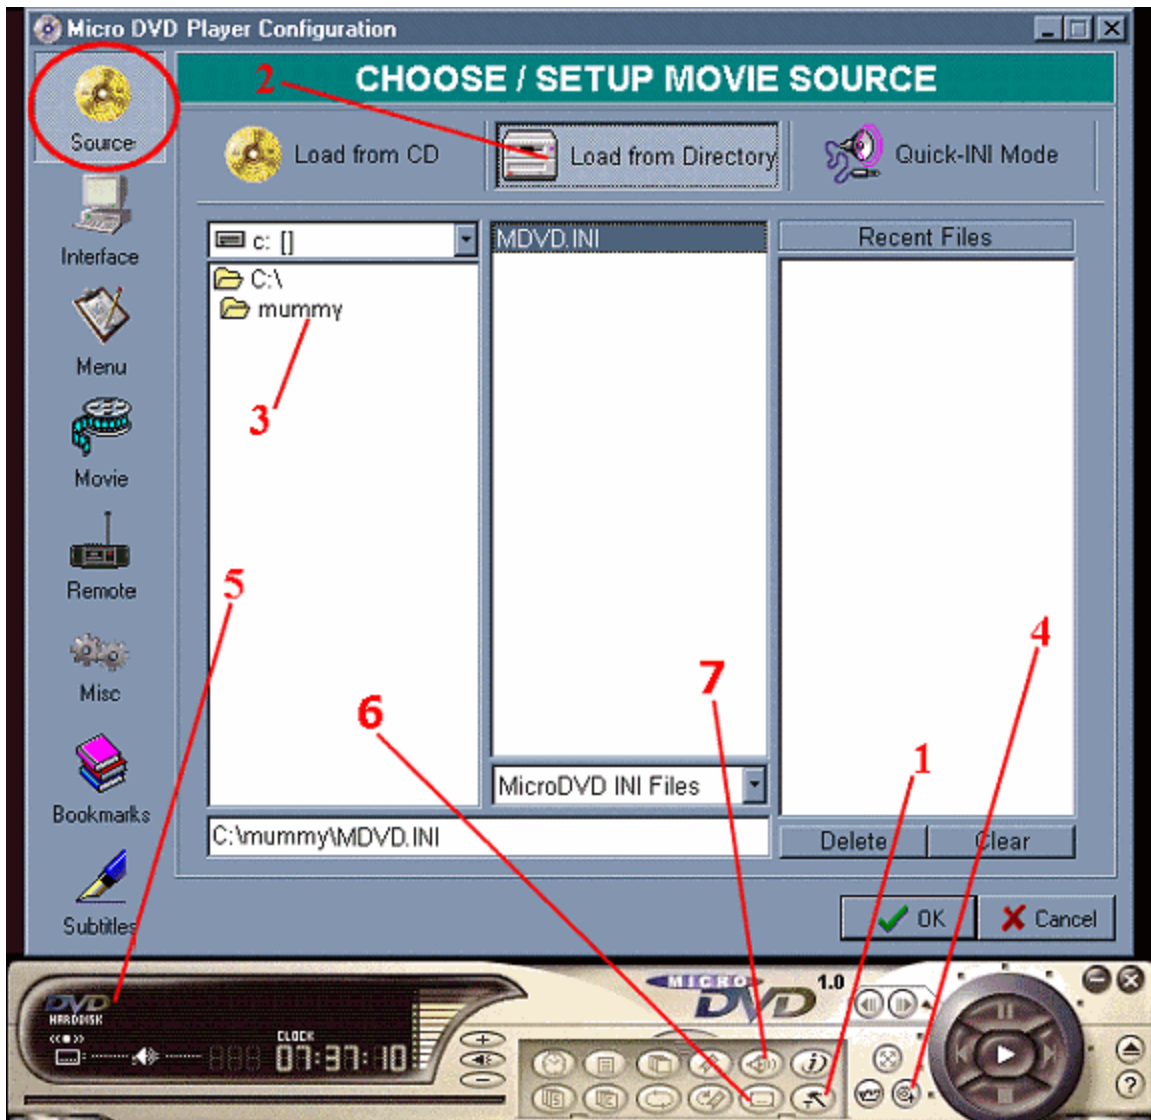 Micro DVD Player Configuration
CHOOSE / SETUP MOVIE SOURCE
2
Source
Load from CD
Load from Directory
Quick-INI Mode
Interface
c: []
MDVD.INI
Recent Files
C:\
mummy
Menu
3
Movie
5
Remote
4
Misc
6
7
1
MicroDVD INI Files
Bookmarks
C:\mummy\MDVD.INI
Delete
Clear
Subtitles
OK
Cancel
MICRO
DVD
1.0
DVD
HARDDISK
CLOCK
07:37:10
i
?